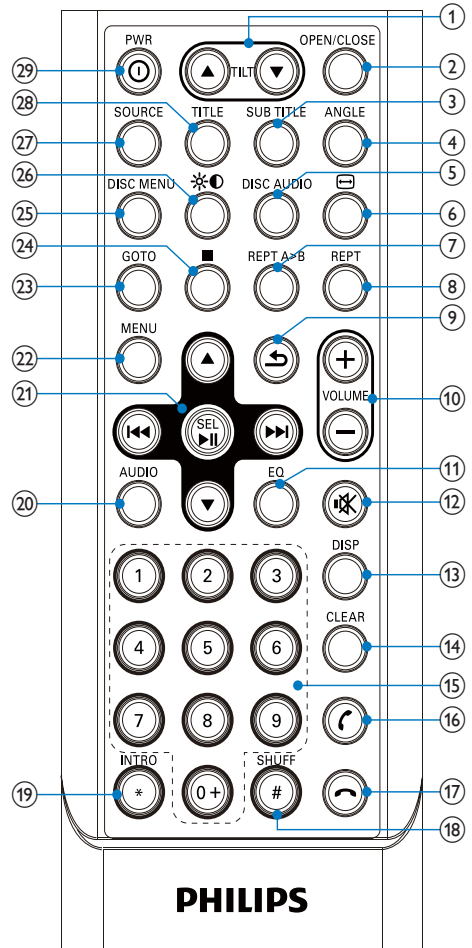 1
PWR OPEN/CLOSE
29 TILT 2
28 3
SOURCE TITLE SUB TITLE ANGLE
27 4
26 5
DISC MENU DISC AUDIO
25 6
24 7
GOTO REPT A>B REPT
23 8
MENU 9
22
VOLUME 10
21 SEL
AUDIO EQ 11
20 12
DISP
1 2 3 13
CLEAR
4 5 6 14
15
7 8 9 16
INTRO SHUFF
19 * 0+ # 17
18
PHILIPS